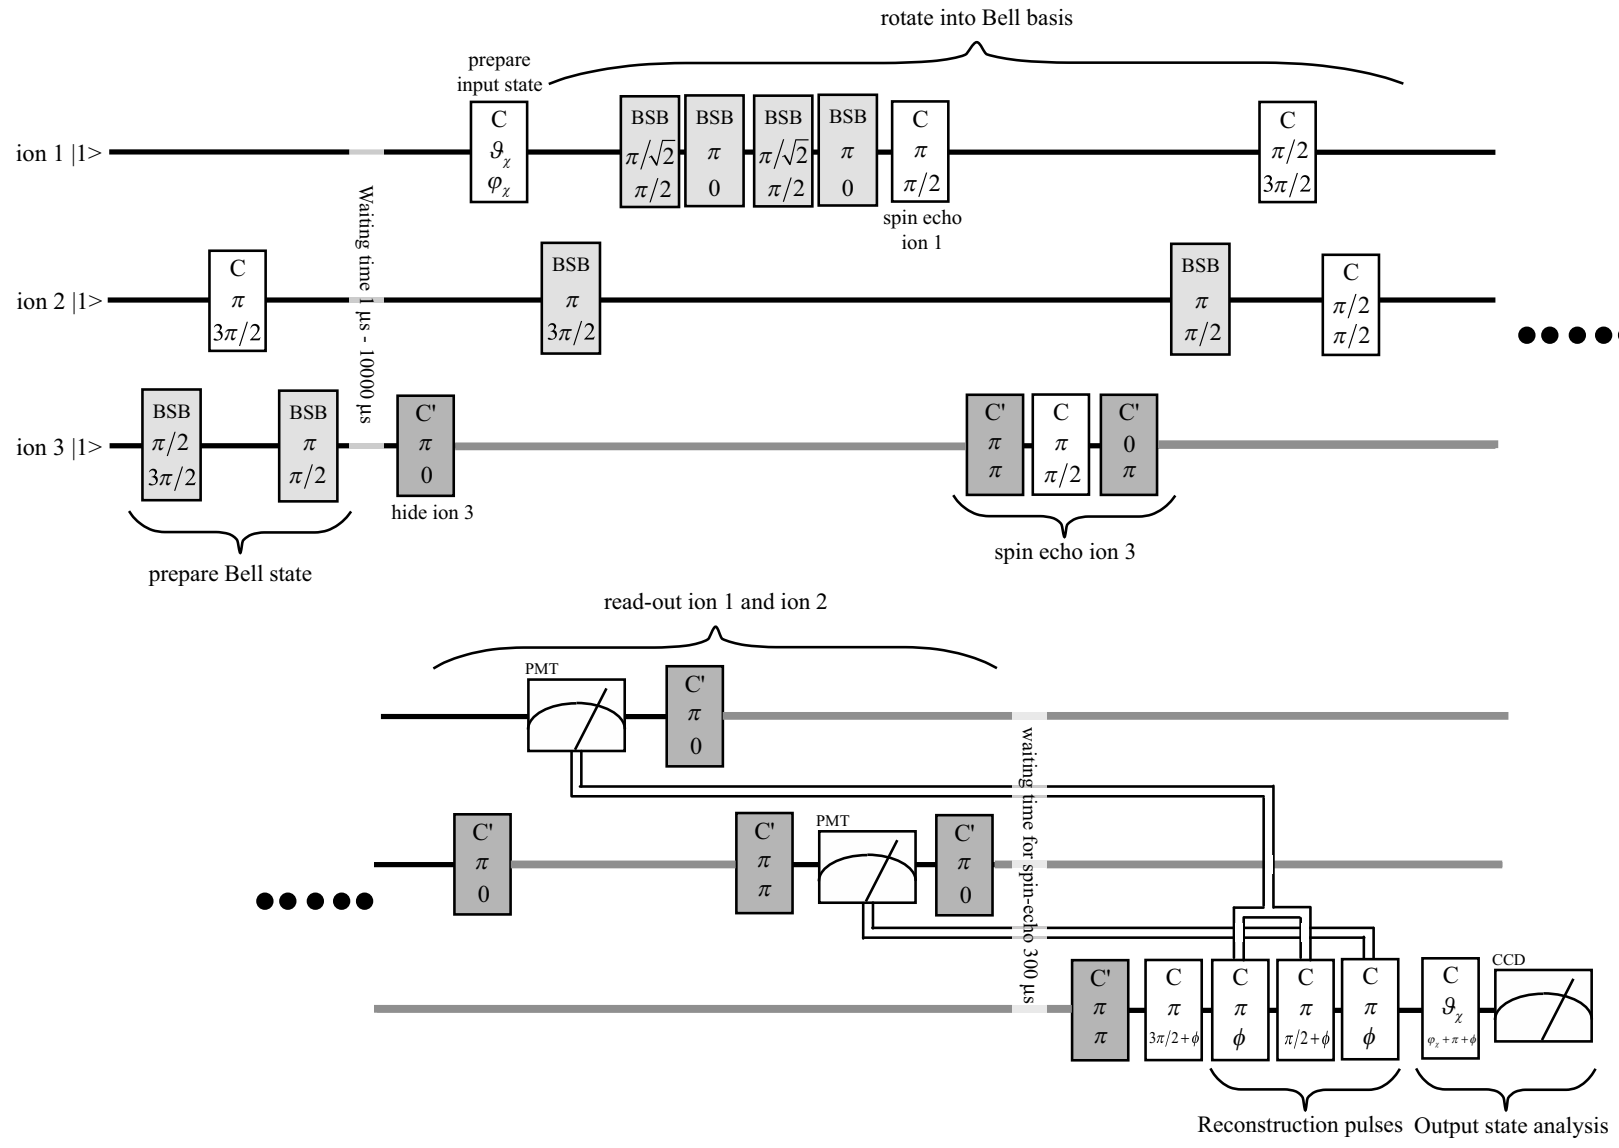 rotate into Bell basis
prepare
input state
ion 1 |1>
C
ϑχ
φχ
BSB
π/√2
π/2
BSB
π
0
BSB
π/√2
π/2
BSB
π
0
C
π
π/2
spin echo
ion 1
C
π/2
3π/2
Waiting time 1 μs - 10000 μs
ion 2 |1>
C
π
3π/2
BSB
π
3π/2
BSB
π
π/2
C
π/2
π/2
ion 3 |1>
BSB
π/2
3π/2
BSB
π
π/2
C'
π
0
hide ion 3
C'
π
π
C
π
π/2
C'
0
π
prepare Bell state
spin echo ion 3
read-out ion 1 and ion 2
PMT
C'
π
0
waiting time for spin-echo 300 μs
C'
π
0
C'
π
π
PMT
C'
π
0
C'
π
π
C
π
3π/2+ϕ
C
π
ϕ
C
π
π/2+ϕ
C
π
ϕ
C
ϑχ
φχ+π+ϕ
CCD
Reconstruction pulses
Output state analysis